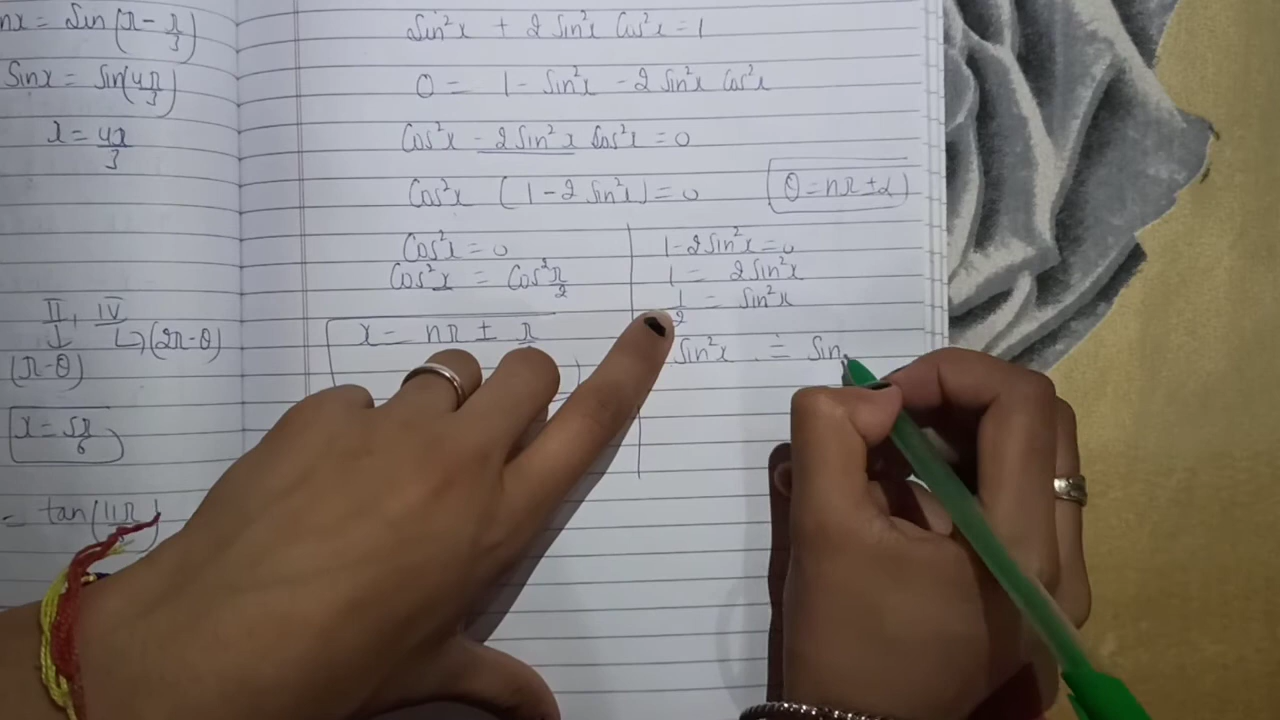 nx = Sin(π - π/3)
Sinx = Sin(4π/3)
x = 4π/3
II, IV
↓ ↳(2π-θ)
(π-θ)
x = 5π/6
= tan(11π
Sin²x + 2 Sin²x Cos²x = 1
0 = 1 - Sin²x - 2 Sin²x Cos²x
Cos²x - 2 Sin²x Cos²x = 0
Cos²x (1 - 2 Sin²x) = 0
θ = nπ ± α
Cos²x = 0
Cos²x = Cos²π/2
x = nπ ± π
1 - 2 Sin²x = 0
1 = 2 Sin²x
1/2 = Sin²x
Sin²x = Sin